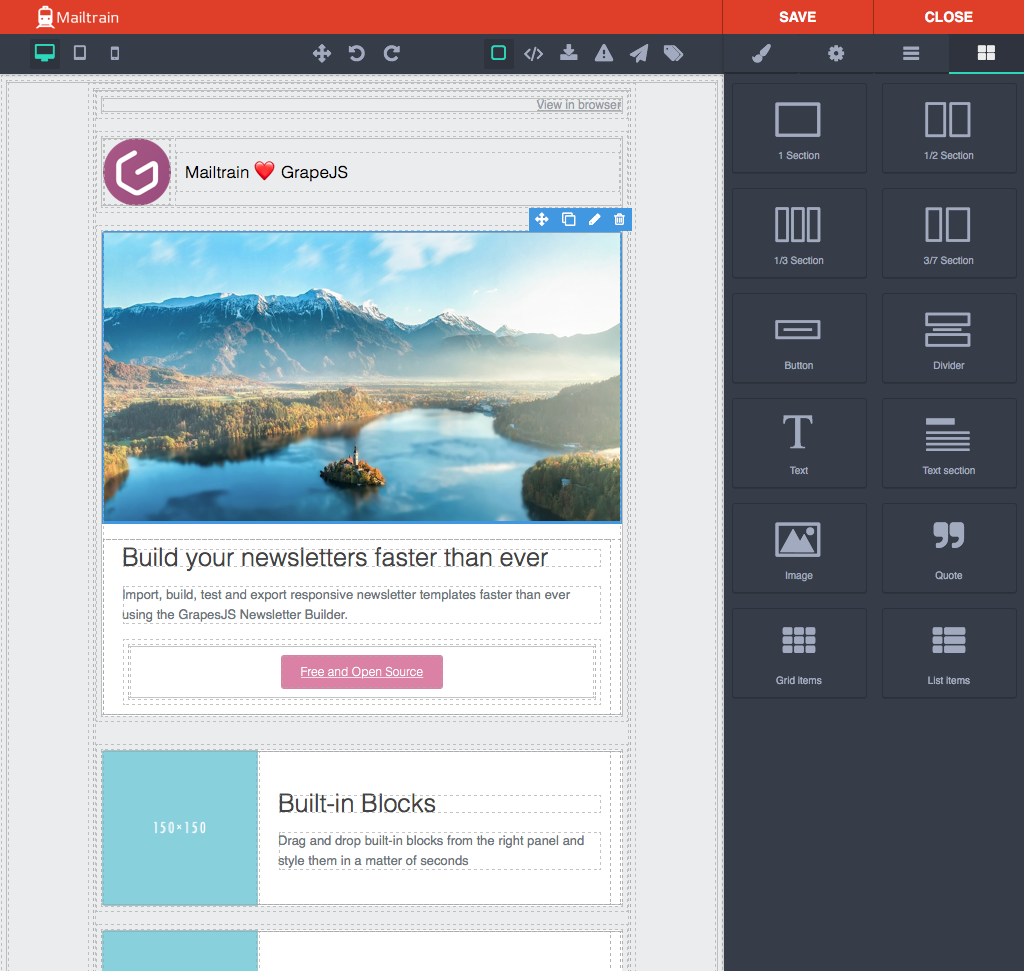 Mailtrain
SAVE
CLOSE
View in browser
Mailtrain ❤️ GrapeJS
Build your newsletters faster than ever
Import, build, test and export responsive newsletter templates faster than ever
using the GrapesJS Newsletter Builder.
Free and Open Source
150×150
Built-in Blocks
Drag and drop built-in blocks from the right panel and
style them in a matter of seconds
1 Section
1/2 Section
1/3 Section
3/7 Section
Button
Divider
Text
Text section
Image
Quote
Grid items
List items